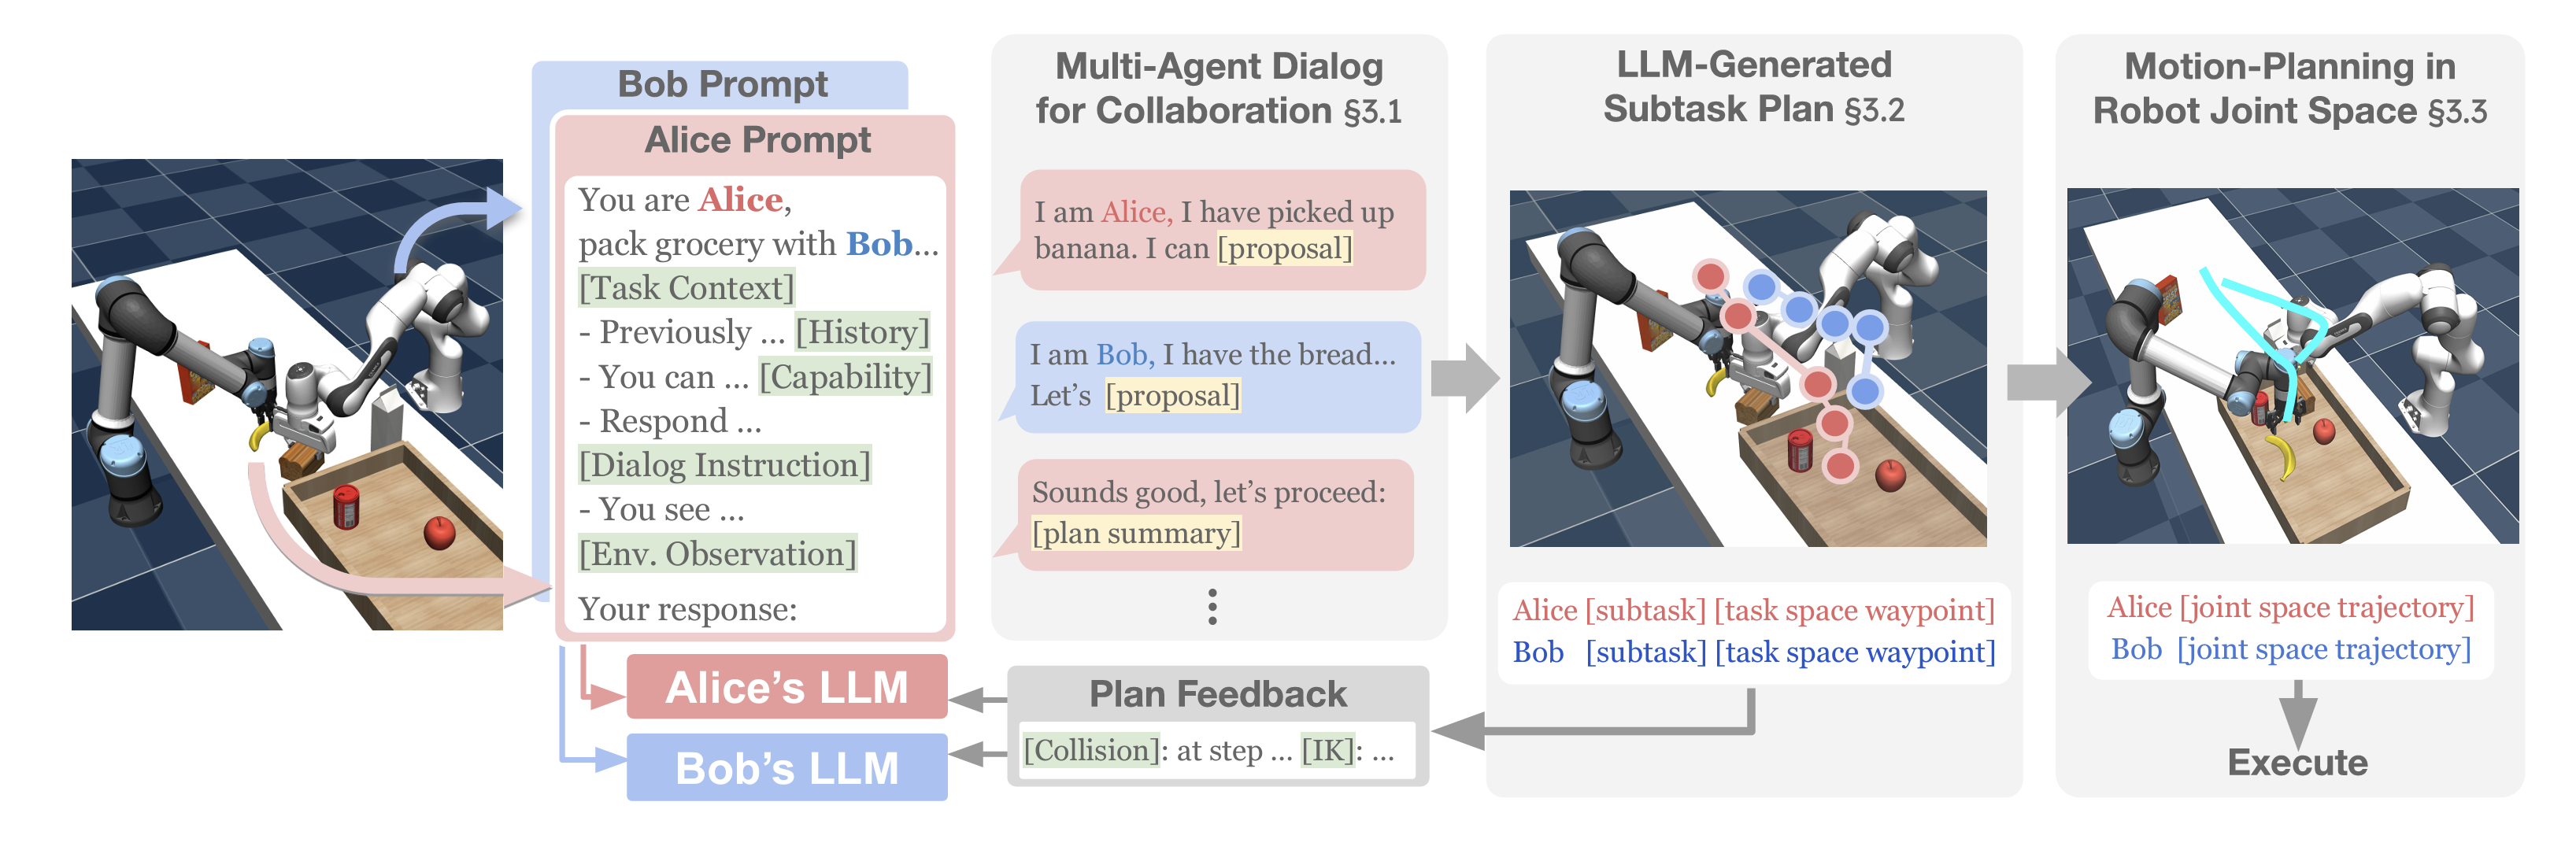 Bob Prompt
Alice Prompt
You are Alice,
pack grocery with Bob...
[Task Context]
- Previously ... [History]
- You can ... [Capability]
- Respond ...
[Dialog Instruction]
- You see ...
[Env. Observation]
Your response:
Alice's LLM
Bob's LLM
Multi-Agent Dialog
for Collaboration §3.1
I am Alice, I have picked up
banana. I can [proposal]
I am Bob, I have the bread...
Let's [proposal]
Sounds good, let's proceed:
[plan summary]
Plan Feedback
[Collision]: at step ... [IK]: ...
LLM-Generated
Subtask Plan §3.2
Alice [subtask] [task space waypoint]
Bob [subtask] [task space waypoint]
Motion-Planning in
Robot Joint Space §3.3
Alice [joint space trajectory]
Bob [joint space trajectory]
Execute